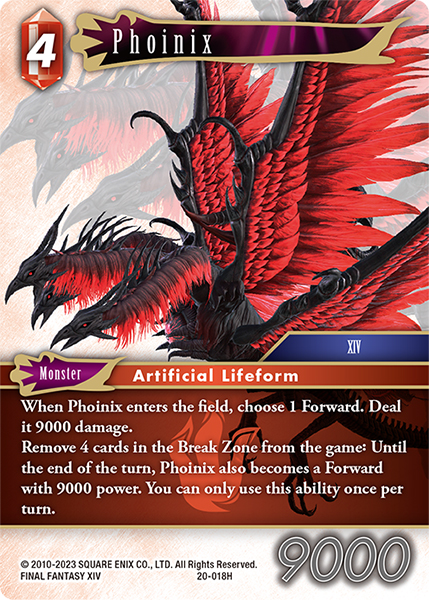 4
Phoinix
XIV
Monster
Artificial Lifeform
When Phoinix enters the field, choose 1 Forward. Deal
it 9000 damage.
Remove 4 cards in the Break Zone from the game: Until
the end of the turn, Phoinix also becomes a Forward
with 9000 power. You can only use this ability once per
turn.
© 2010-2023 SQUARE ENIX CO., LTD. All Rights Reserved.
FINAL FANTASY XIV 20-018H
9000